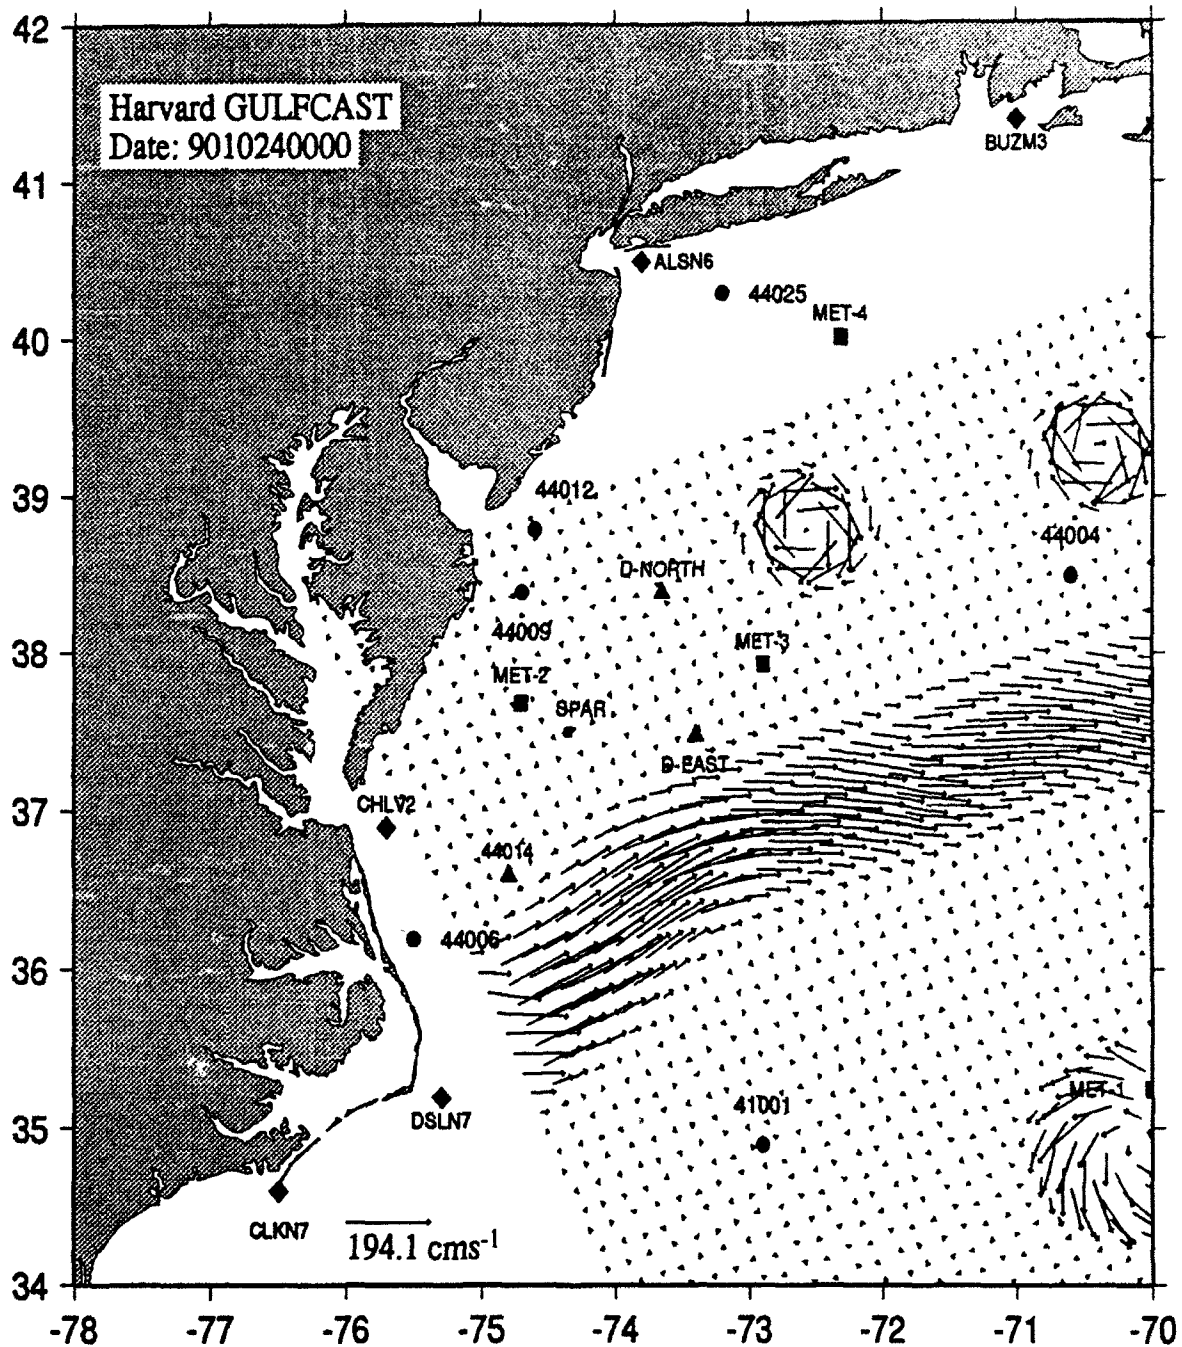 42
Harvard GULFCAST
Date: 9010240000
BUZM3
41
ALSN6
44025
MET-4
40
39
44012
44004
D-NORTH
44009
MET-3
38
MET-2
SPAR
D-EAST
37
CHLV2
44014
44006
36
MET-1
41001
DSLN7
35
CLKN7
194.1 cms-1
34
-78
-77
-76
-75
-74
-73
-72
-71
-70